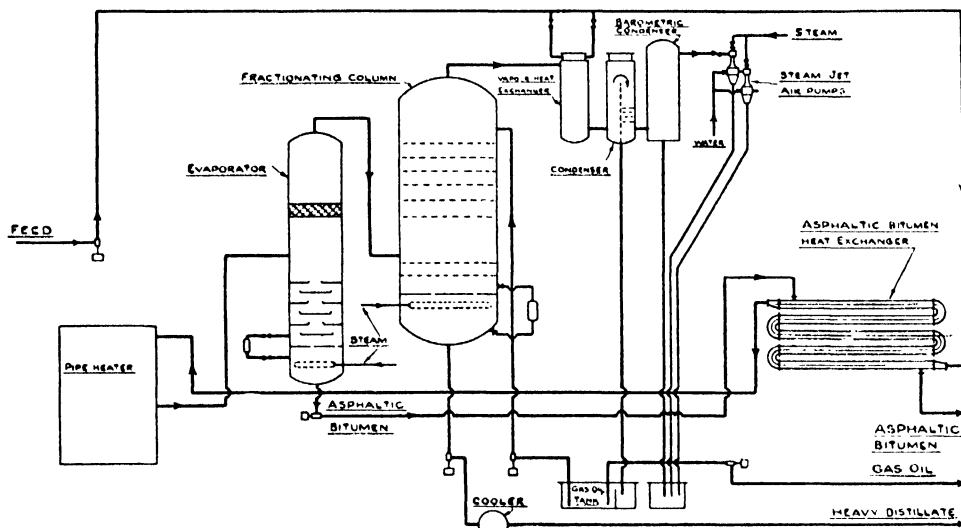 BAROMETRIC
CONDENSER
STEAM
FRACTIONATING COLUMN
VAPOUR HEAT
EXCHANGER
STEAM JET
AIR PUMPS
WATER
CONDENSER
EVAPORATOR
FEED
ASPHALTIC BITUMEN
HEAT EXCHANGER
STEAM
PIPE HEATER
ASPHALTIC
BITUMEN
ASPHALTIC
BITUMEN
GAS OIL
GAS OIL
TANK
COOLER
HEAVY DISTILLATE